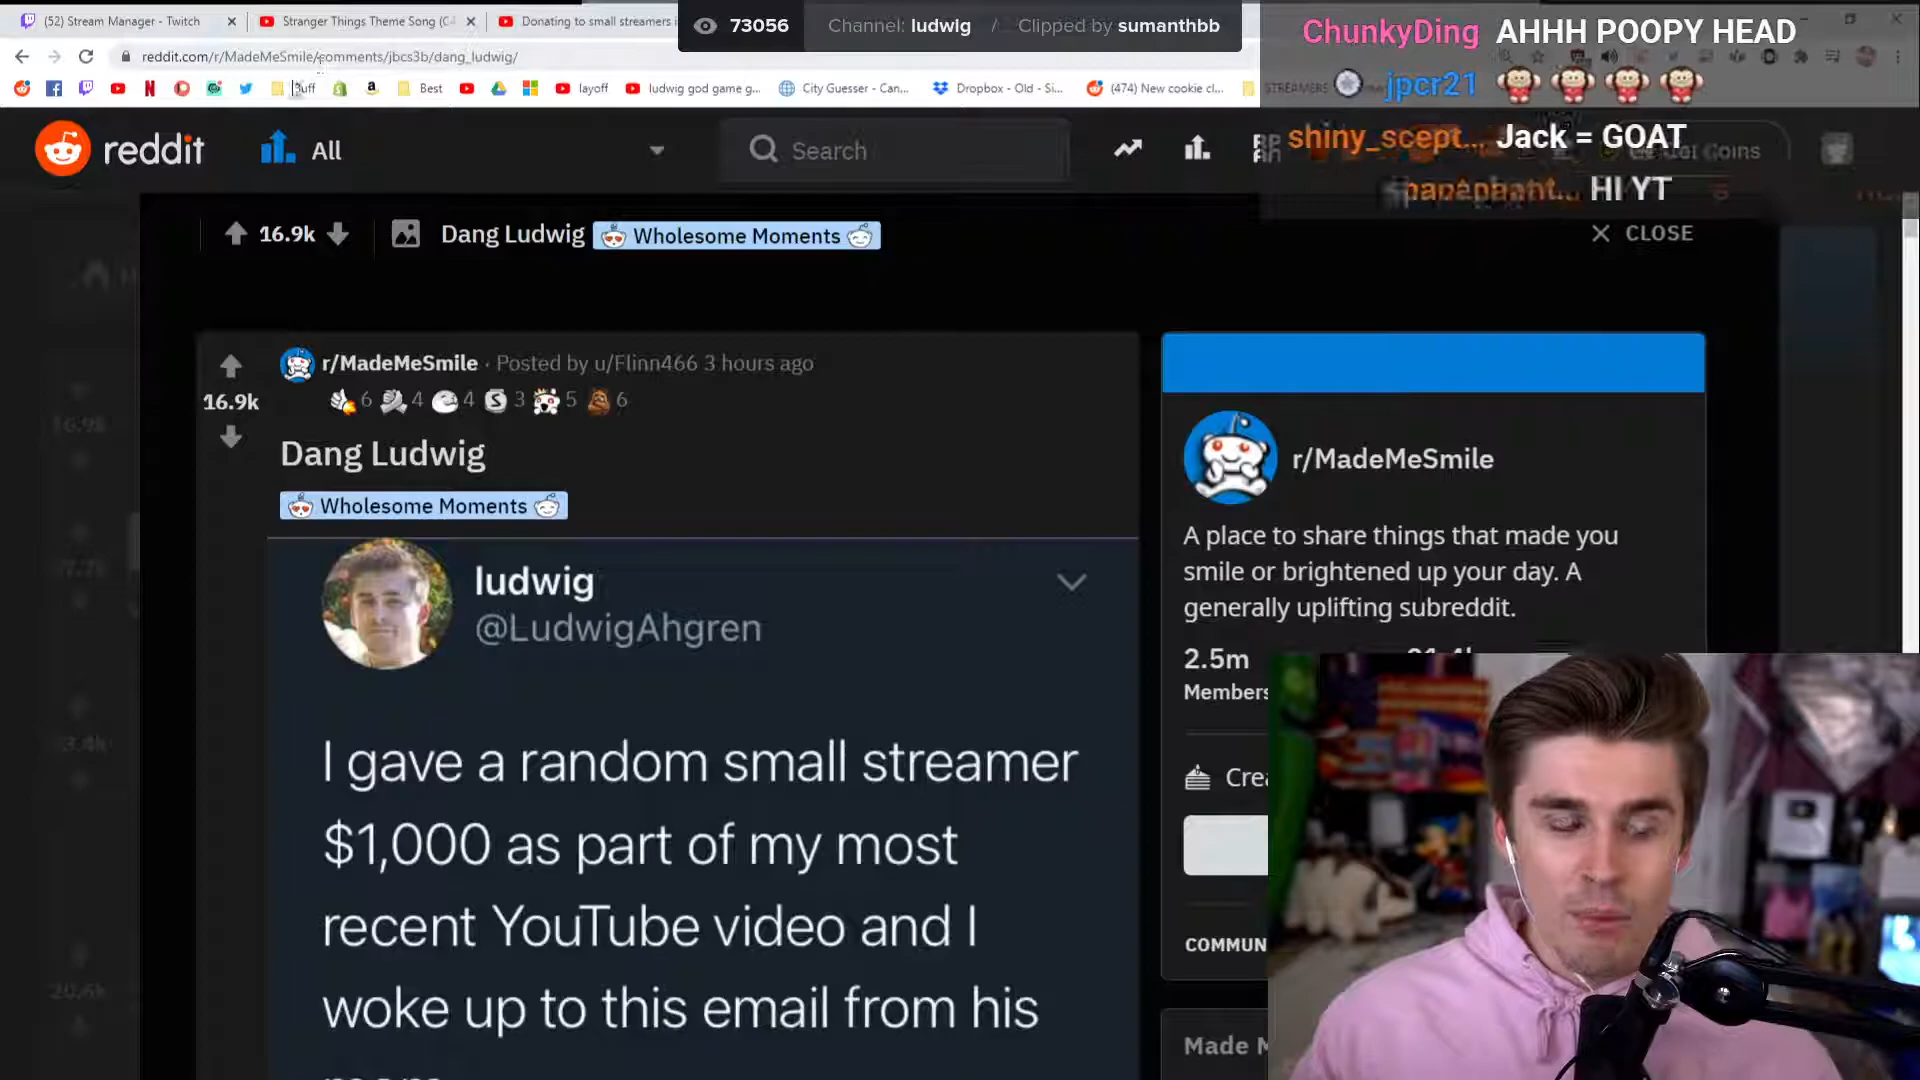 (52) Stream Manager - Twitch
Stranger Things Theme Song (C
Donating to small streamers i
73056
Channel: ludwig / Clipped by sumanthbb
ChunkyDing AHHH POOPY HEAD
reddit.com/r/MadeMeSmile/comments/jbcs3b/dang_ludwig/
jpcr21
Best
layoff
ludwig god game g...
City Guesser - Can...
Dropbox - Old - Si...
(474) New cookie cl...
STREAMERS
shiny_scept... Jack = GOAT
reddit
All
Search
Coins
HI YT
16.9k
Dang Ludwig
Wholesome Moments
CLOSE
r/MadeMeSmile · Posted by u/Flinn466 3 hours ago
6 4 4 3 5 6
16.9k
Dang Ludwig
Wholesome Moments
ludwig
@LudwigAhgren
I gave a random small streamer
$1,000 as part of my most
recent YouTube video and I
woke up to this email from his
r/MadeMeSmile
A place to share things that made you
smile or brightened up your day. A
generally uplifting subreddit.
2.5m
Members
Crea
COMMUN
Made M